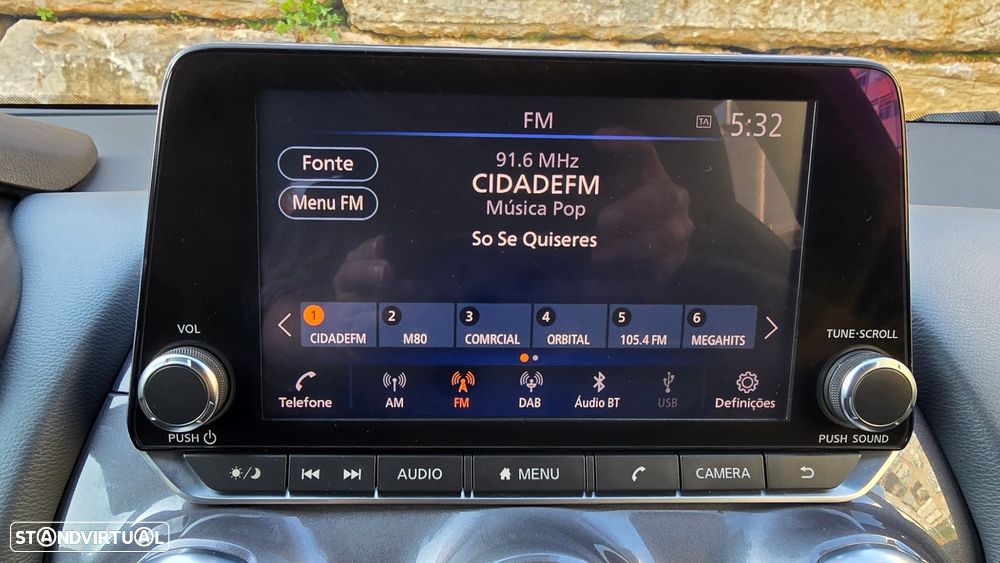 FM
TA
5:32
Fonte
91.6 MHz
CIDADEFM
Menu FM
Música Pop
So Se Quiseres
1 CIDADEFM
2 M80
3 COMRCIAL
4 ORBITAL
5 105.4 FM
6 MEGAHITS
VOL
TUNE·SCROLL
Telefone
AM
FM
DAB
Áudio BT
USB
Definições
PUSH
PUSH SOUND
AUDIO
MENU
CAMERA
STANDVIRTUAL